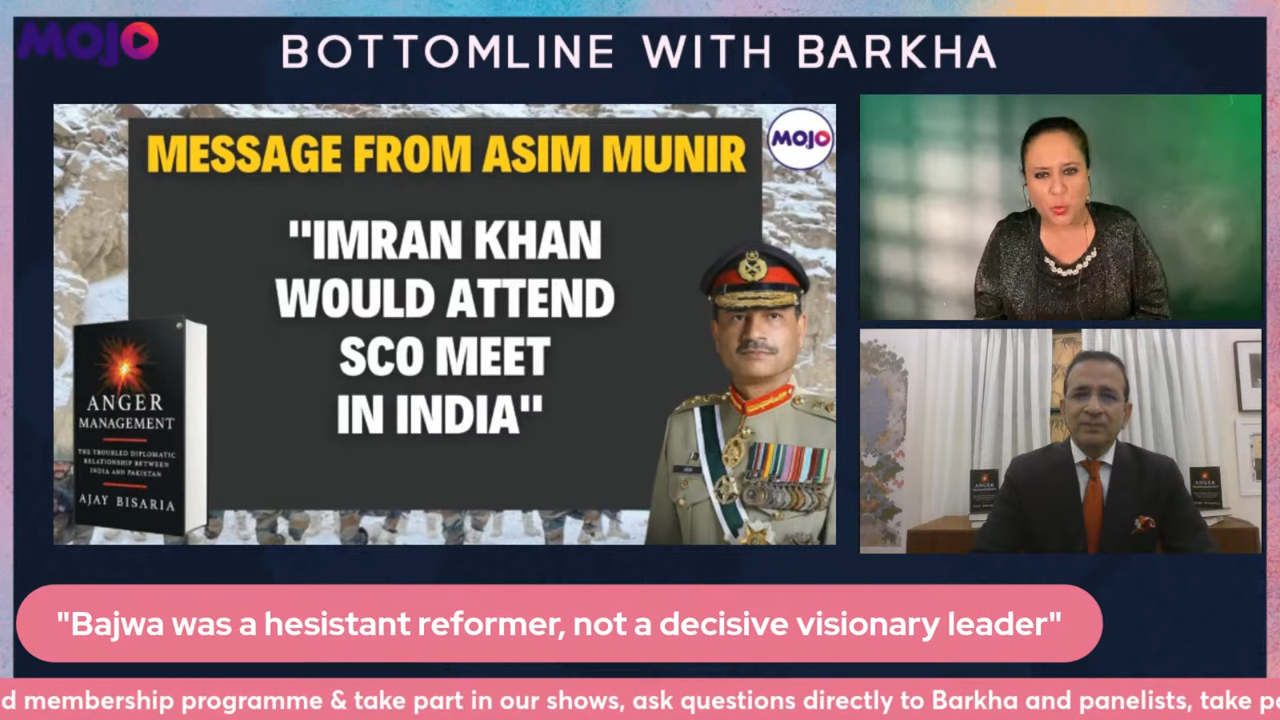 MOJO
BOTTOMLINE WITH BARKHA
MESSAGE FROM ASIM MUNIR
MOJO
"IMRAN KHAN
WOULD ATTEND
SCO MEET
IN INDIA"
ANGER
MANAGEMENT
THE TROUBLED DIPLOMATIC
RELATIONSHIP BETWEEN
INDIA AND PAKISTAN
AJAY BISARIA
ANGER
ANGER
"Bajwa was a hesistant reformer, not a decisive visionary leader"
d membership programme & take part in our shows, ask questions directly to Barkha and panelists, take p